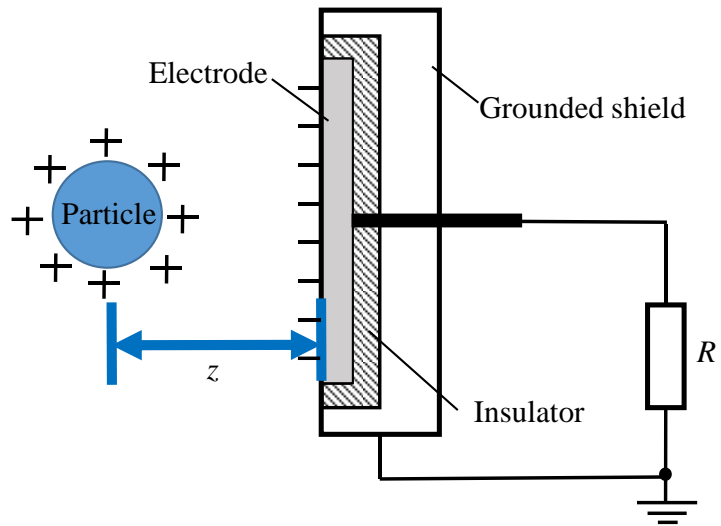 Electrode
Grounded shield
Particle
z
R
Insulator